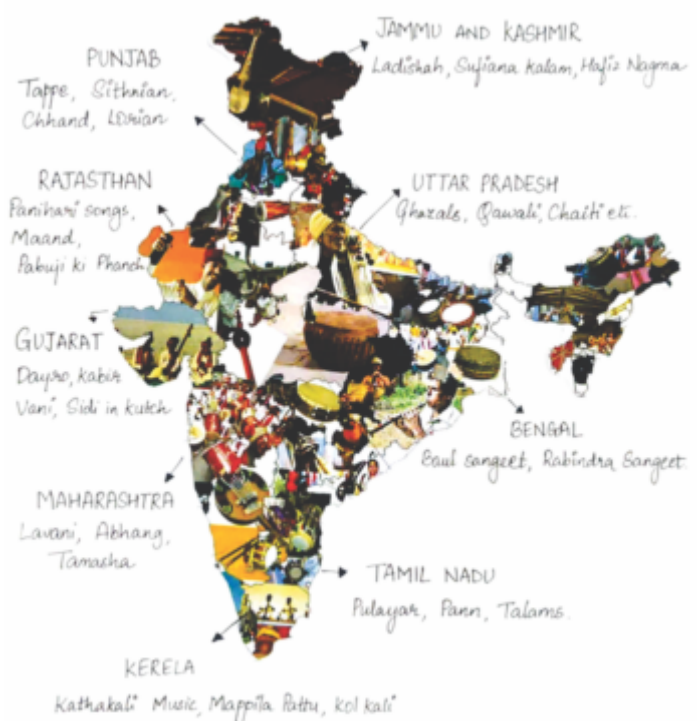 JAMMU AND KASHMIR
Ladishah, Sufiana Kalam, Hafiz Nagma
PUNJAB
Tappe, Sithnian,
Chhand, Lorian
RAJASTHAN
Panihari songs,
Maand,
Pabuji ki Phanch
UTTAR PRADESH
Ghazals, Qawali, Chaiti etc.
GUJARAT
Dayro, kabir
Vani, Sidi in kutch
BENGAL
Baul sangeet, Rabindra Sangeet
MAHARASHTRA
Lavani, Abhang,
Tamasha
TAMIL NADU
Pulayar, Pann, Talams.
KERELA
Kathakali Music, Mappila Pattu, Kol kali